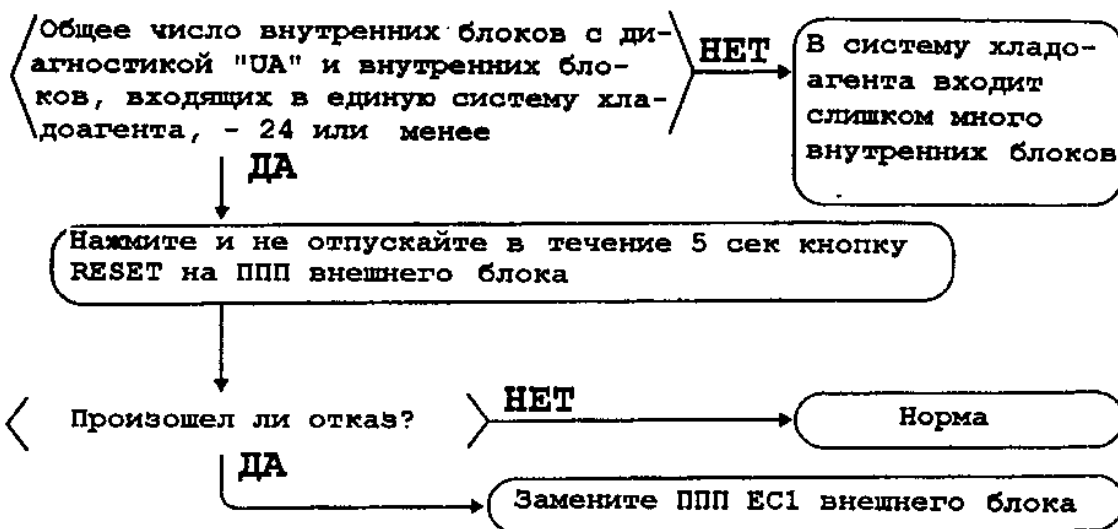 Общее число внутренних блоков с ди-
агностикой "UA" и внутренних бло-
ков, входящих в единую систему хла-
доагента, - 24 или менее
НЕТ
В систему хладо-
агента входит
слишком много
внутренних блоков
ДА
Нажмите и не отпускайте в течение 5 сек кнопку
RESET на ППП внешнего блока
Произошел ли отказ?
НЕТ
Норма
ДА
Замените ППП EC1 внешнего блока